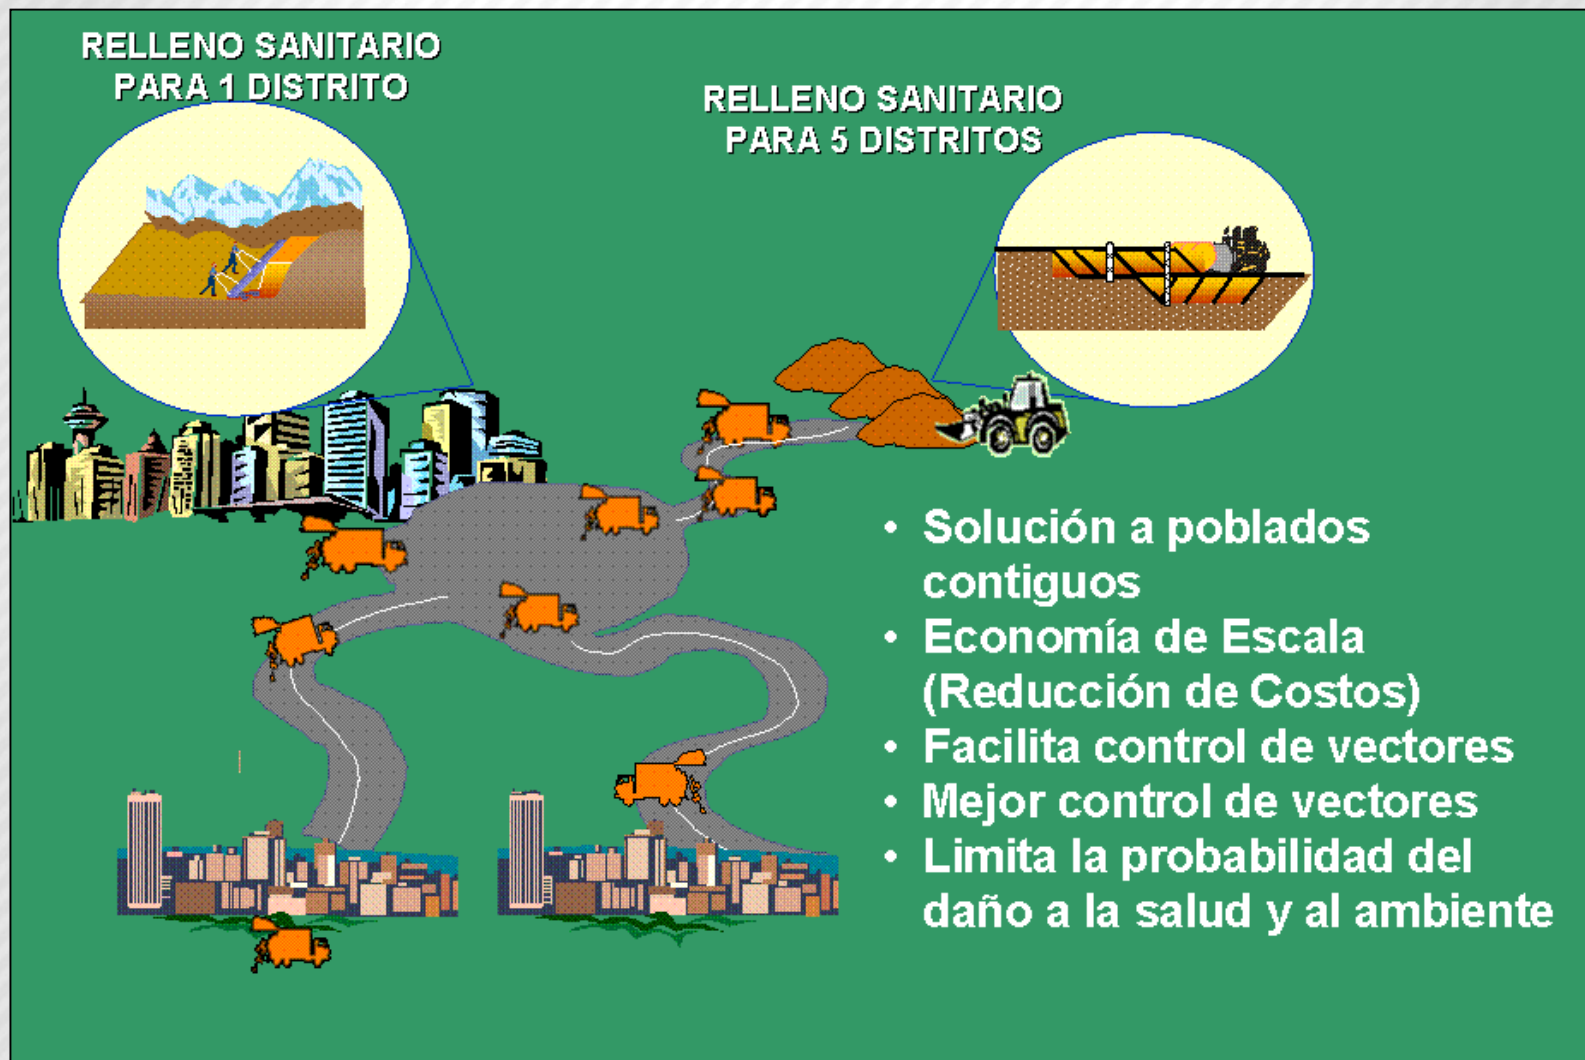 RELLENO SANITARIO
PARA 1 DISTRITO
RELLENO SANITARIO
PARA 5 DISTRITOS
• Solución a poblados
contiguos
• Economía de Escala
(Reducción de Costos)
• Facilita control de vectores
• Mejor control de vectores
• Limita la probabilidad del
daño a la salud y al ambiente